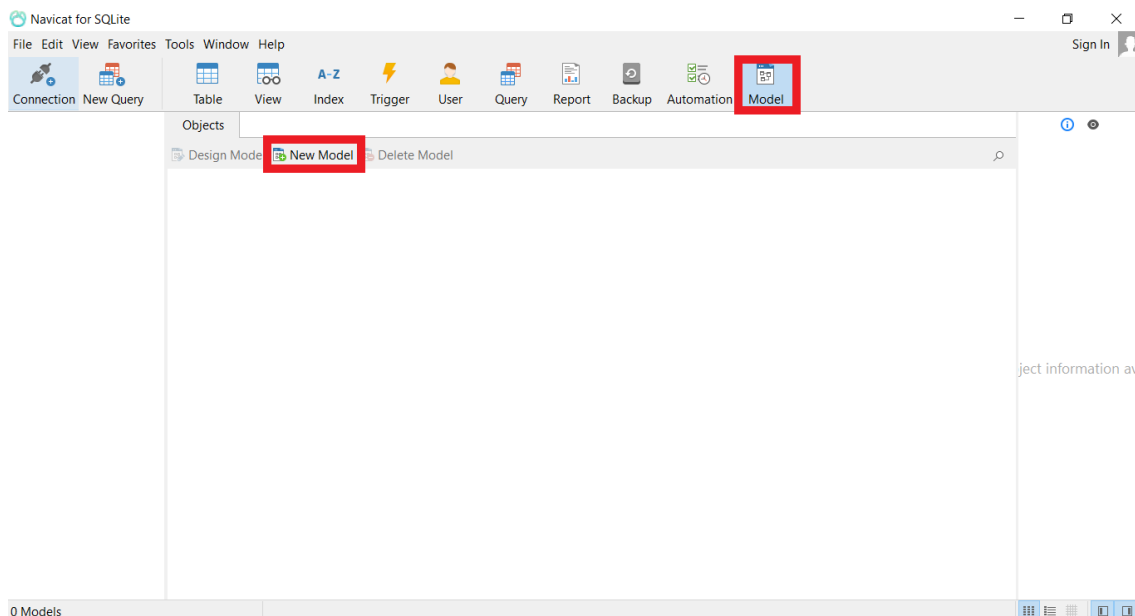 Navicat for SQLite
File Edit View Favorites Tools Window Help Sign In
Connection New Query Table View Index Trigger User Query Report Backup Automation Model
Objects
Design Mode New Model Delete Model
ject information av
0 Models